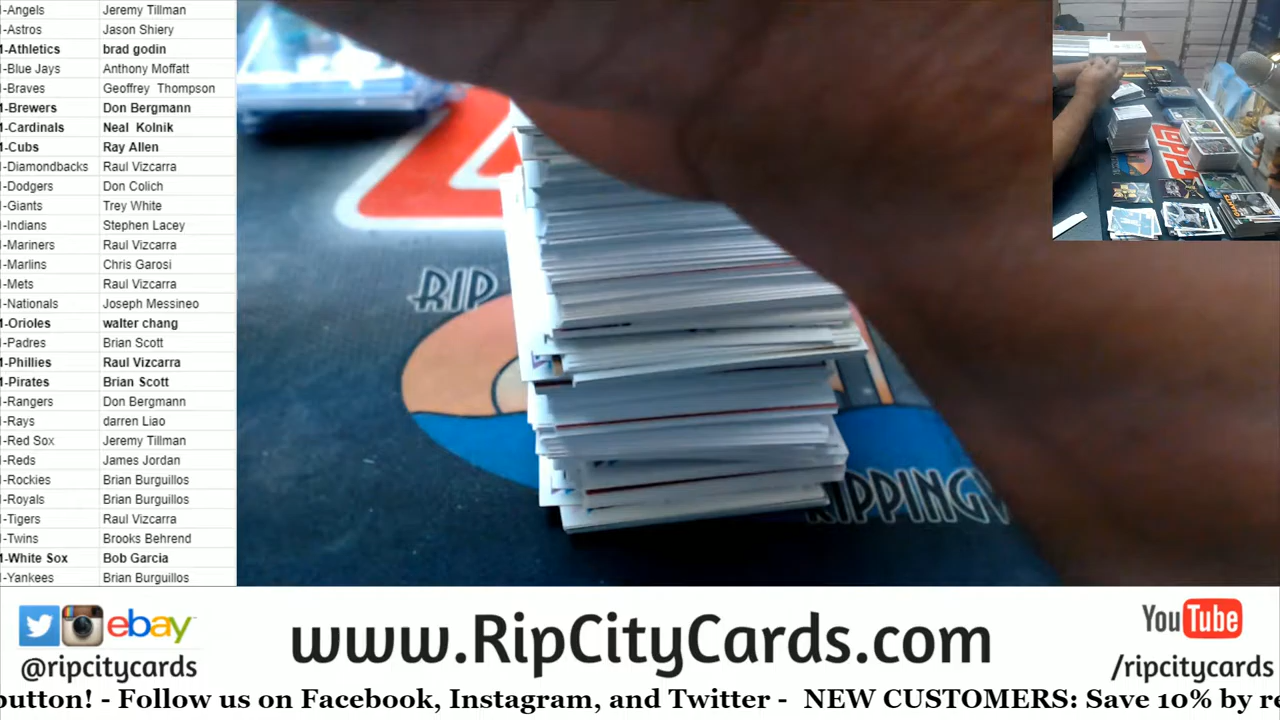 -Angels Jeremy Tillman
-Astros Jason Shiery
-Athletics brad godin
-Blue Jays Anthony Moffatt
-Braves Geoffrey Thompson
-Brewers Don Bergmann
-Cardinals Neal Kolnik
-Cubs Ray Allen
-Diamondbacks Raul Vizcarra
-Dodgers Don Colich
-Giants Trey White
-Indians Stephen Lacey
-Mariners Raul Vizcarra
-Marlins Chris Garosi
-Mets Raul Vizcarra
-Nationals Joseph Messineo
-Orioles walter chang
-Padres Brian Scott
-Phillies Raul Vizcarra
-Pirates Brian Scott
-Rangers Don Bergmann
-Rays darren Liao
-Red Sox Jeremy Tillman
-Reds James Jordan
-Rockies Brian Burguillos
-Royals Brian Burguillos
-Tigers Raul Vizcarra
-Twins Brooks Behrend
-White Sox Bob Garcia
-Yankees Brian Burguillos
RIP
RIPPING
ebay
@ripcitycards
www.RipCityCards.com
YouTube
/ripcitycards
button! - Follow us on Facebook, Instagram, and Twitter - NEW CUSTOMERS: Save 10% by re